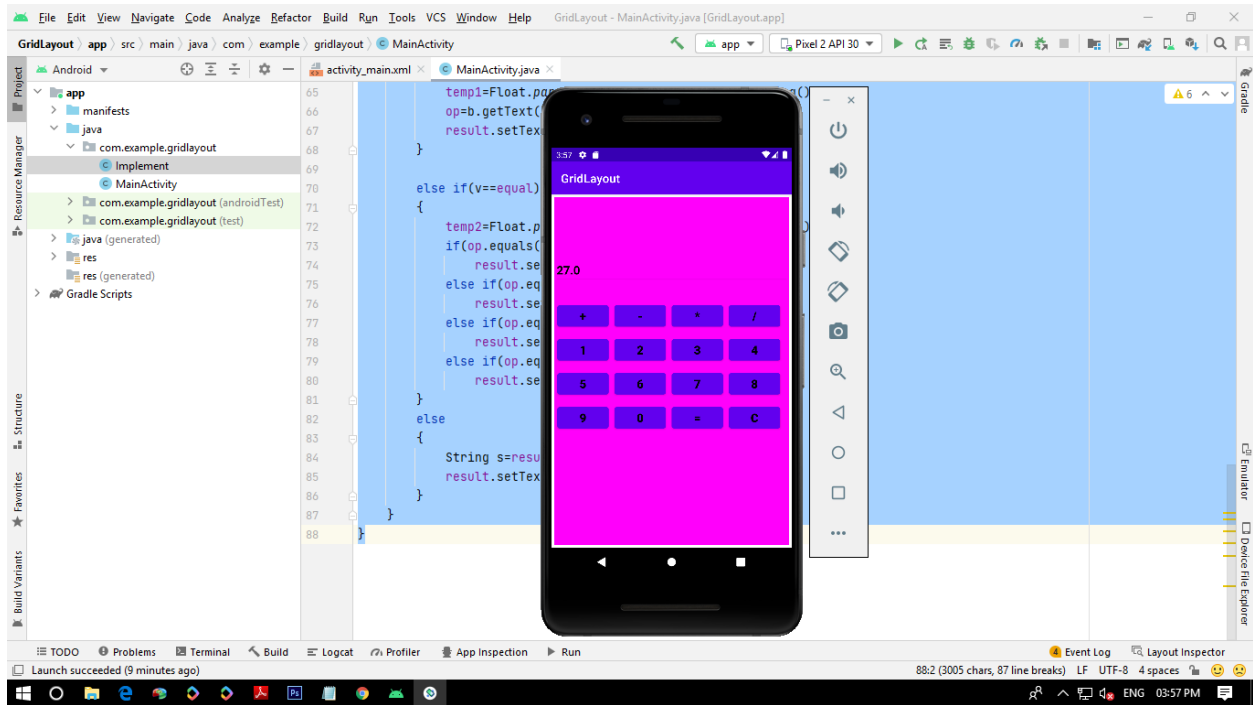 File Edit View Navigate Code Analyze Refactor Build Run Tools VCS Window Help GridLayout - MainActivity.java [GridLayout.app]
GridLayout app src main java com example gridlayout MainActivity app Pixel 2 API 30
Android activity_main.xml MainActivity.java
Project
Resource Manager
Structure
Favorites
Build Variants
app
manifests
java
com.example.gridlayout
Implement
MainActivity
com.example.gridlayout (androidTest)
com.example.gridlayout (test)
java (generated)
res
res (generated)
Gradle Scripts
65 temp1=Float.par
66 op=b.getText(
67 result.setTex
68 }
69
70 else if(v==equal)
71 {
72 temp2=Float.p
73 if(op.equals(
74 result.se
75 else if(op.eq
76 result.se
77 else if(op.eq
78 result.se
79 else if(op.eq
80 result.se
81 }
82 else
83 {
84 String s=resu
85 result.setTex
86 }
87 }
88 }
6
3:57
GridLayout
27.0
+ - * /
1 2 3 4
5 6 7 8
9 0 = C
Gradle
Emulator
Device File Explorer
TODO Problems Terminal Build Logcat Profiler App Inspection Run 4 Event Log Layout Inspector
Launch succeeded (9 minutes ago) 88:2 (3005 chars, 87 line breaks) LF UTF-8 4 spaces
Ps ENG 03:57 PM